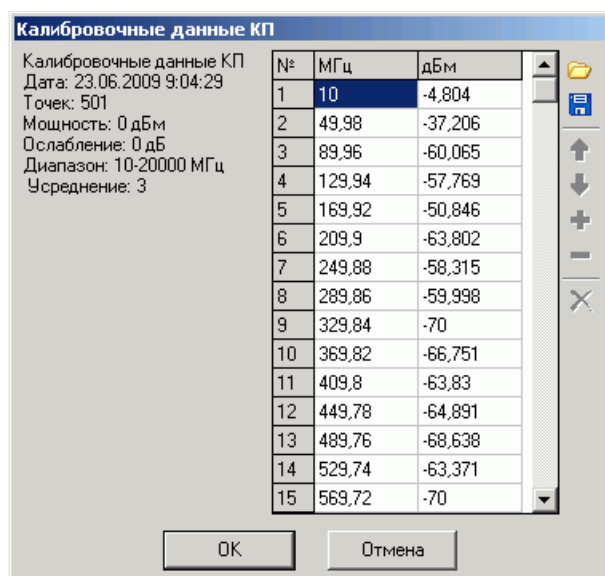 Калибровочные данные КП
Калибровочные данные КП
Дата: 23.06.2009 9:04:29
Точек: 501
Мощность: 0 дБм
Ослабление: 0 дБ
Диапазон: 10-20000 МГц
Усреднение: 3
№ МГц дБм
1 10 -4,804
2 49,98 -37,206
3 89,96 -60,065
4 129,94 -57,769
5 169,92 -50,846
6 209,9 -63,802
7 249,88 -58,315
8 289,86 -59,998
9 329,84 -70
10 369,82 -66,751
11 409,8 -63,83
12 449,78 -64,891
13 489,76 -68,638
14 529,74 -63,371
15 569,72 -70
OK Отмена